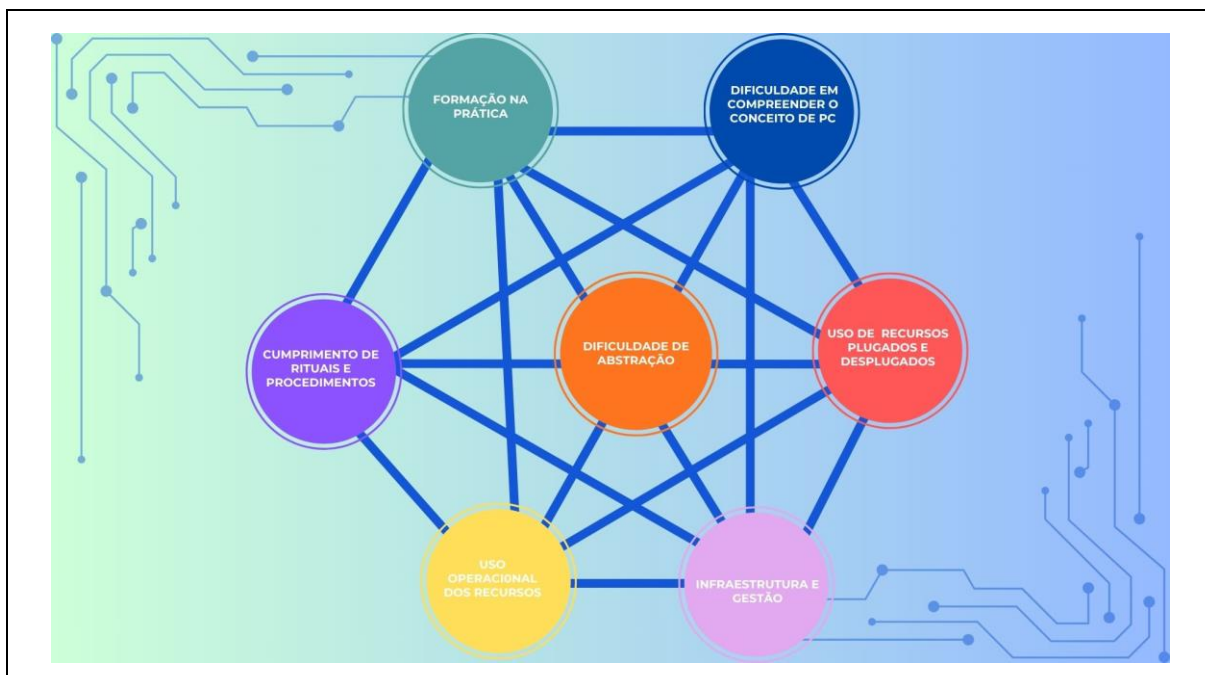 FORMAÇÃO NA
PRÁTICA
DIFICULDADE EM
COMPREENDER O
CONCEITO DE PC
CUMPRIMENTO DE
RITUAIS E
PROCEDIMENTOS
DIFICULDADE DE
ABSTRAÇÃO
USO DE RECURSOS
PLUGADOS E
DESPLUGADOS
USO
OPERACIONAL
DOS RECURSOS
INFRAESTRUTURA E
GESTÃO